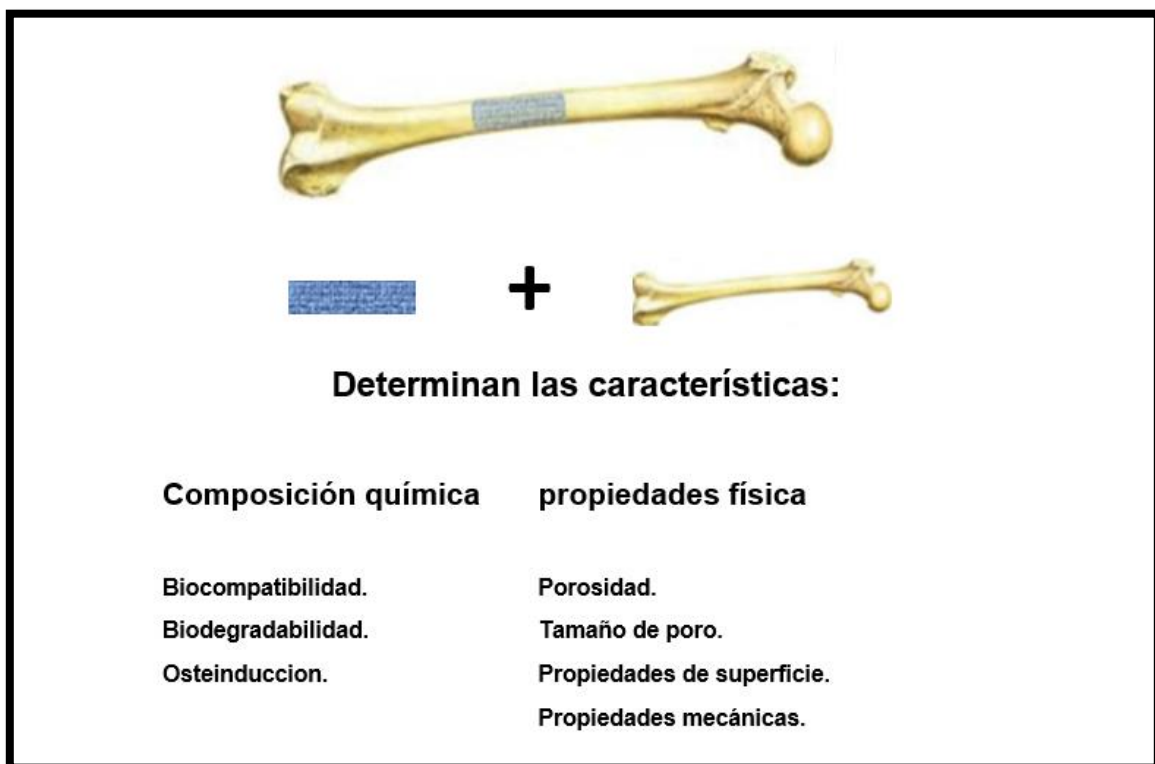 +
Determinan las características:
Composición química
propiedades física
Biocompatibilidad.
Porosidad.
Biodegradabilidad.
Tamaño de poro.
Osteinduccion.
Propiedades de superficie.
Propiedades mecánicas.